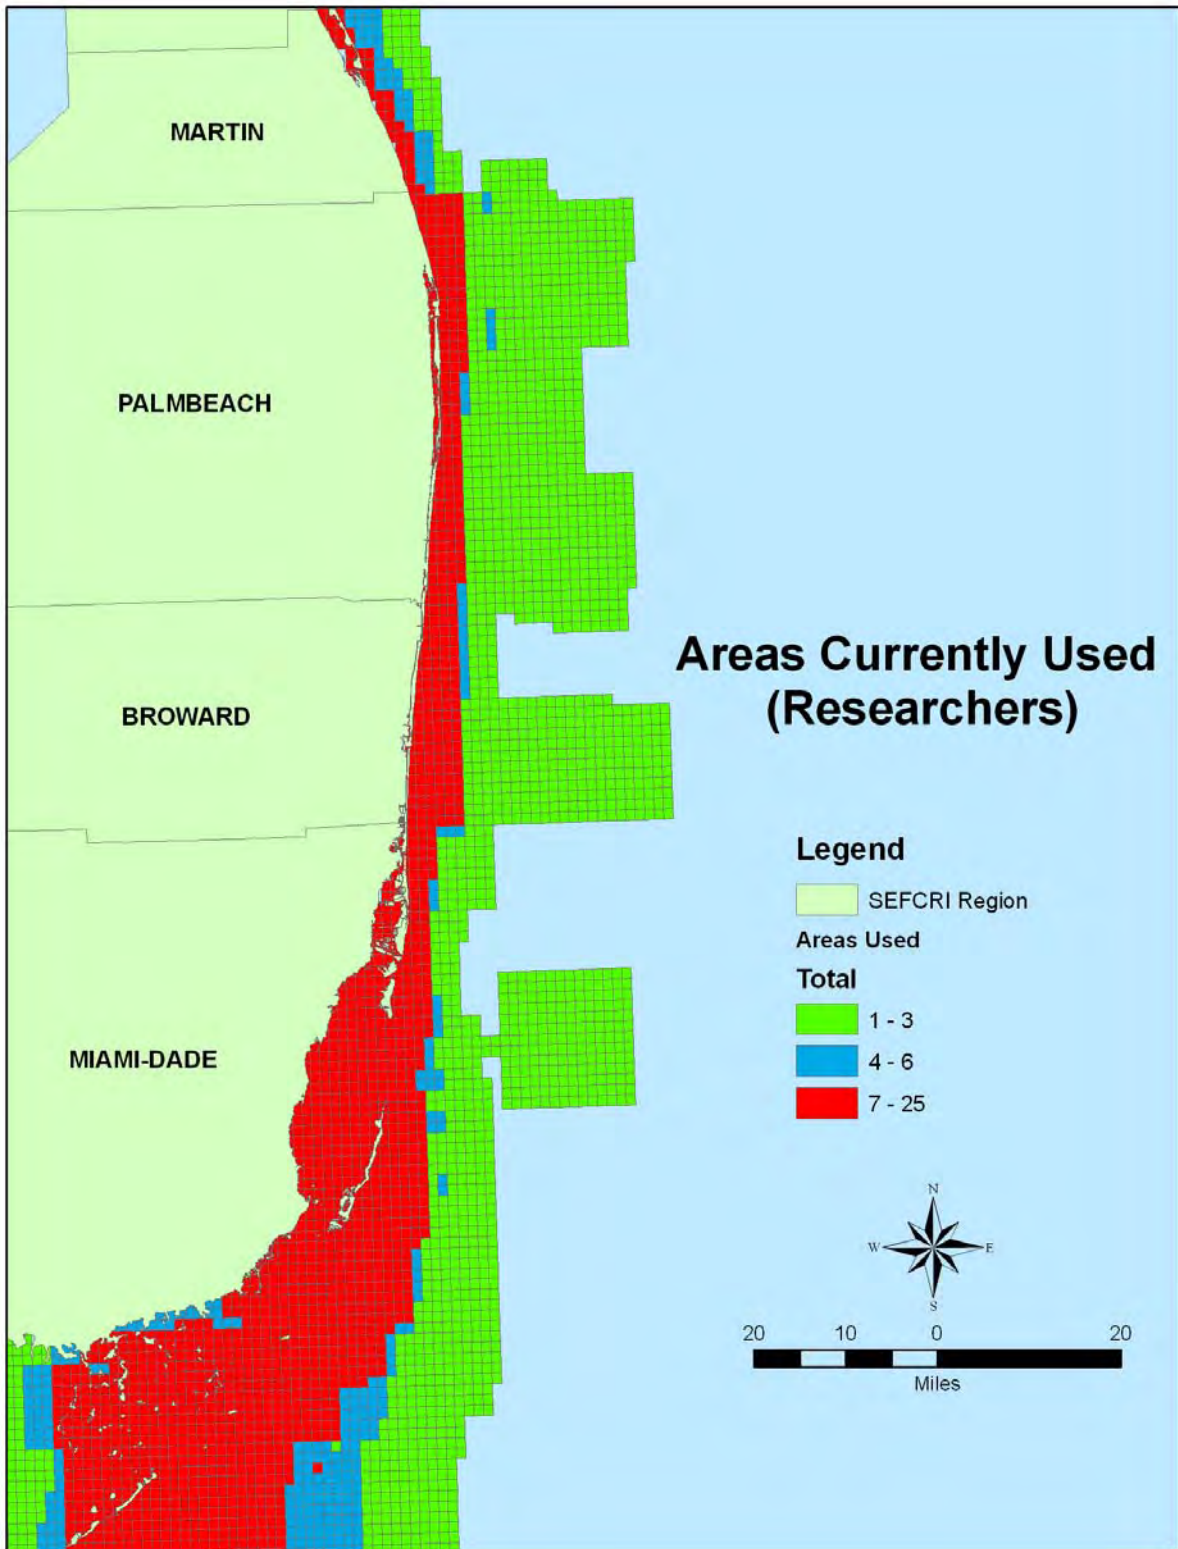 MARTIN
PALMBEACH
Areas Currently Used
(Researchers)
BROWARD
Legend
SEFCRI Region
Areas Used
Total
1 - 3
4 - 6
7 - 25
MIAMI-DADE
N
W E
S
20 10 0 20
Miles